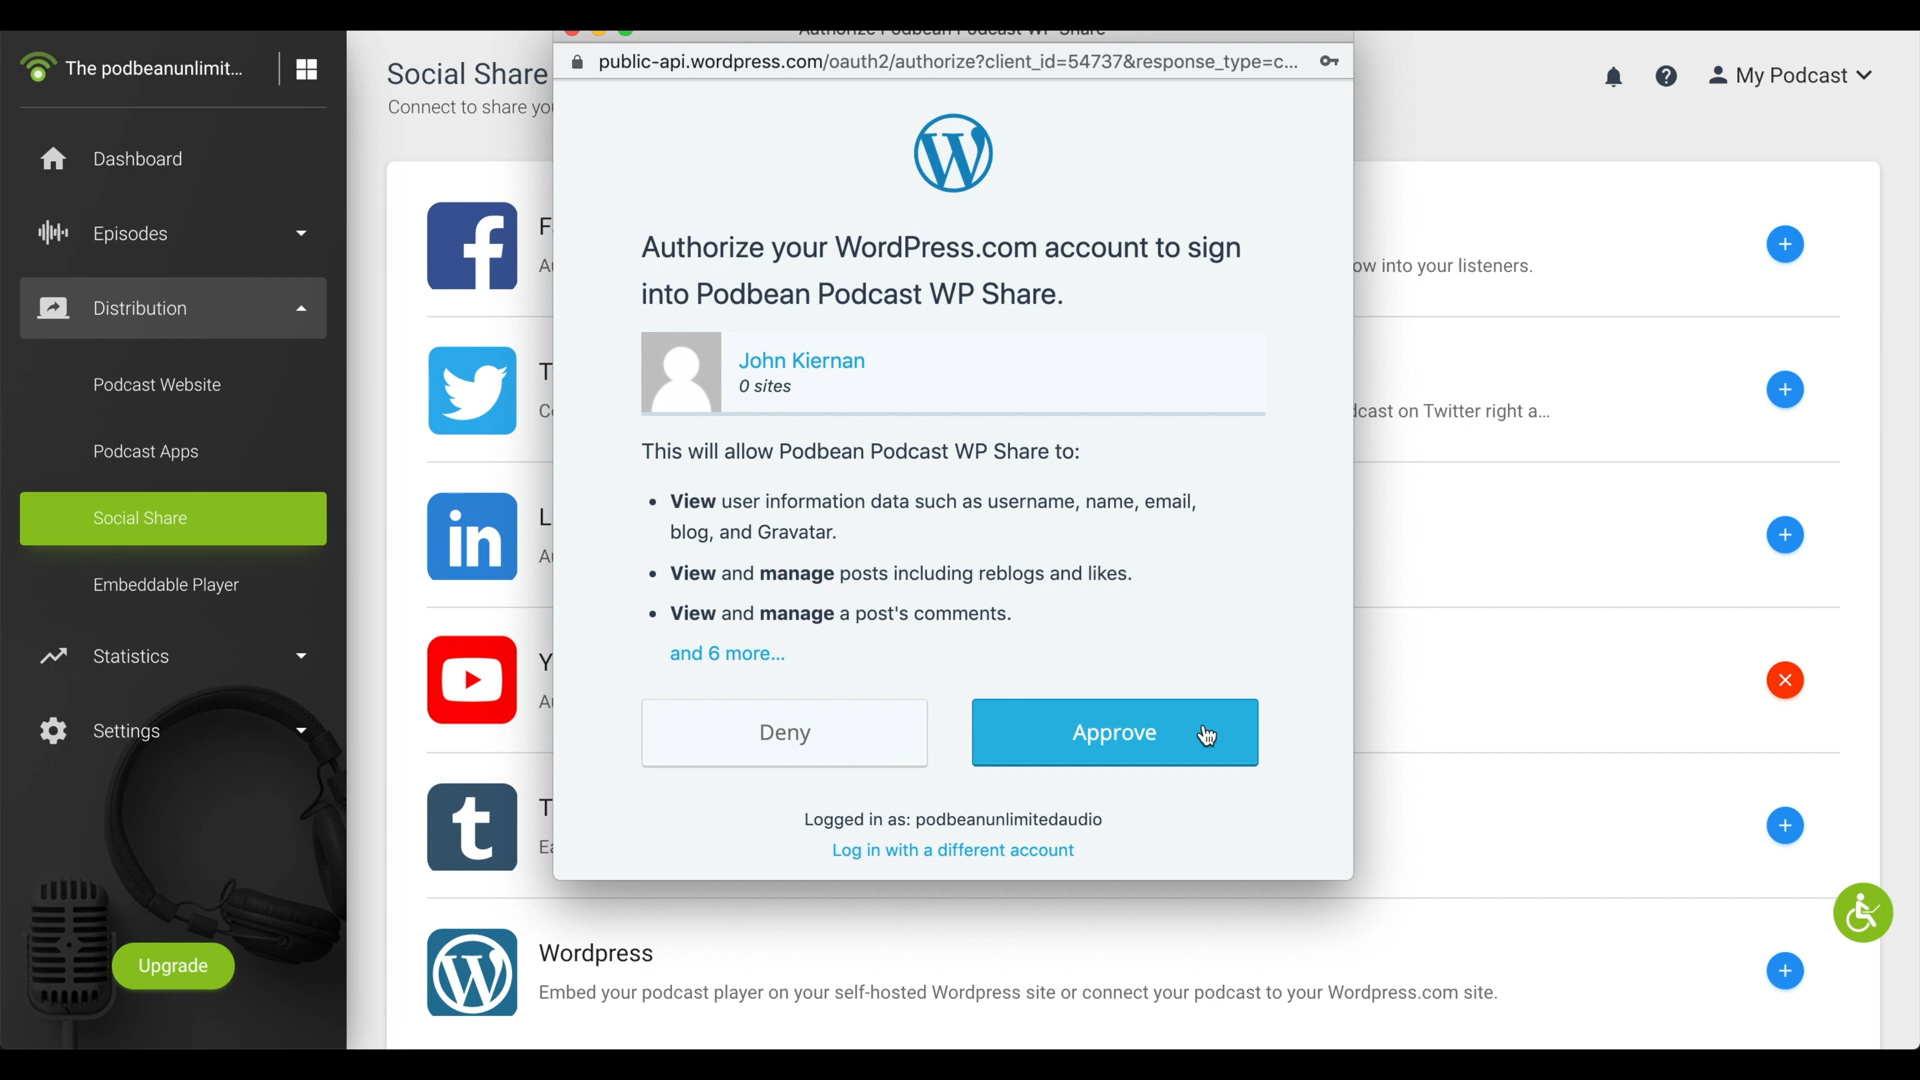 The podbeanunlimit...
Dashboard
Episodes
Distribution
Podcast Website
Podcast Apps
Social Share
Embeddable Player
Statistics
Settings
Upgrade
Social Share
Connect to share you
My Podcast
Authorize Podbean Podcast WP Share
public-api.wordpress.com/oauth2/authorize?client_id=54737&response_type=c...
Authorize your WordPress.com account to sign
into Podbean Podcast WP Share.
John Kiernan
0 sites
This will allow Podbean Podcast WP Share to:
• View user information data such as username, name, email,
blog, and Gravatar.
• View and manage posts including reblogs and likes.
• View and manage a post's comments.
and 6 more...
Deny
Approve
Logged in as: podbeanunlimitedaudio
Log in with a different account
ow into your listeners.
dcast on Twitter right a...
Wordpress
Embed your podcast player on your self-hosted Wordpress site or connect your podcast to your Wordpress.com site.